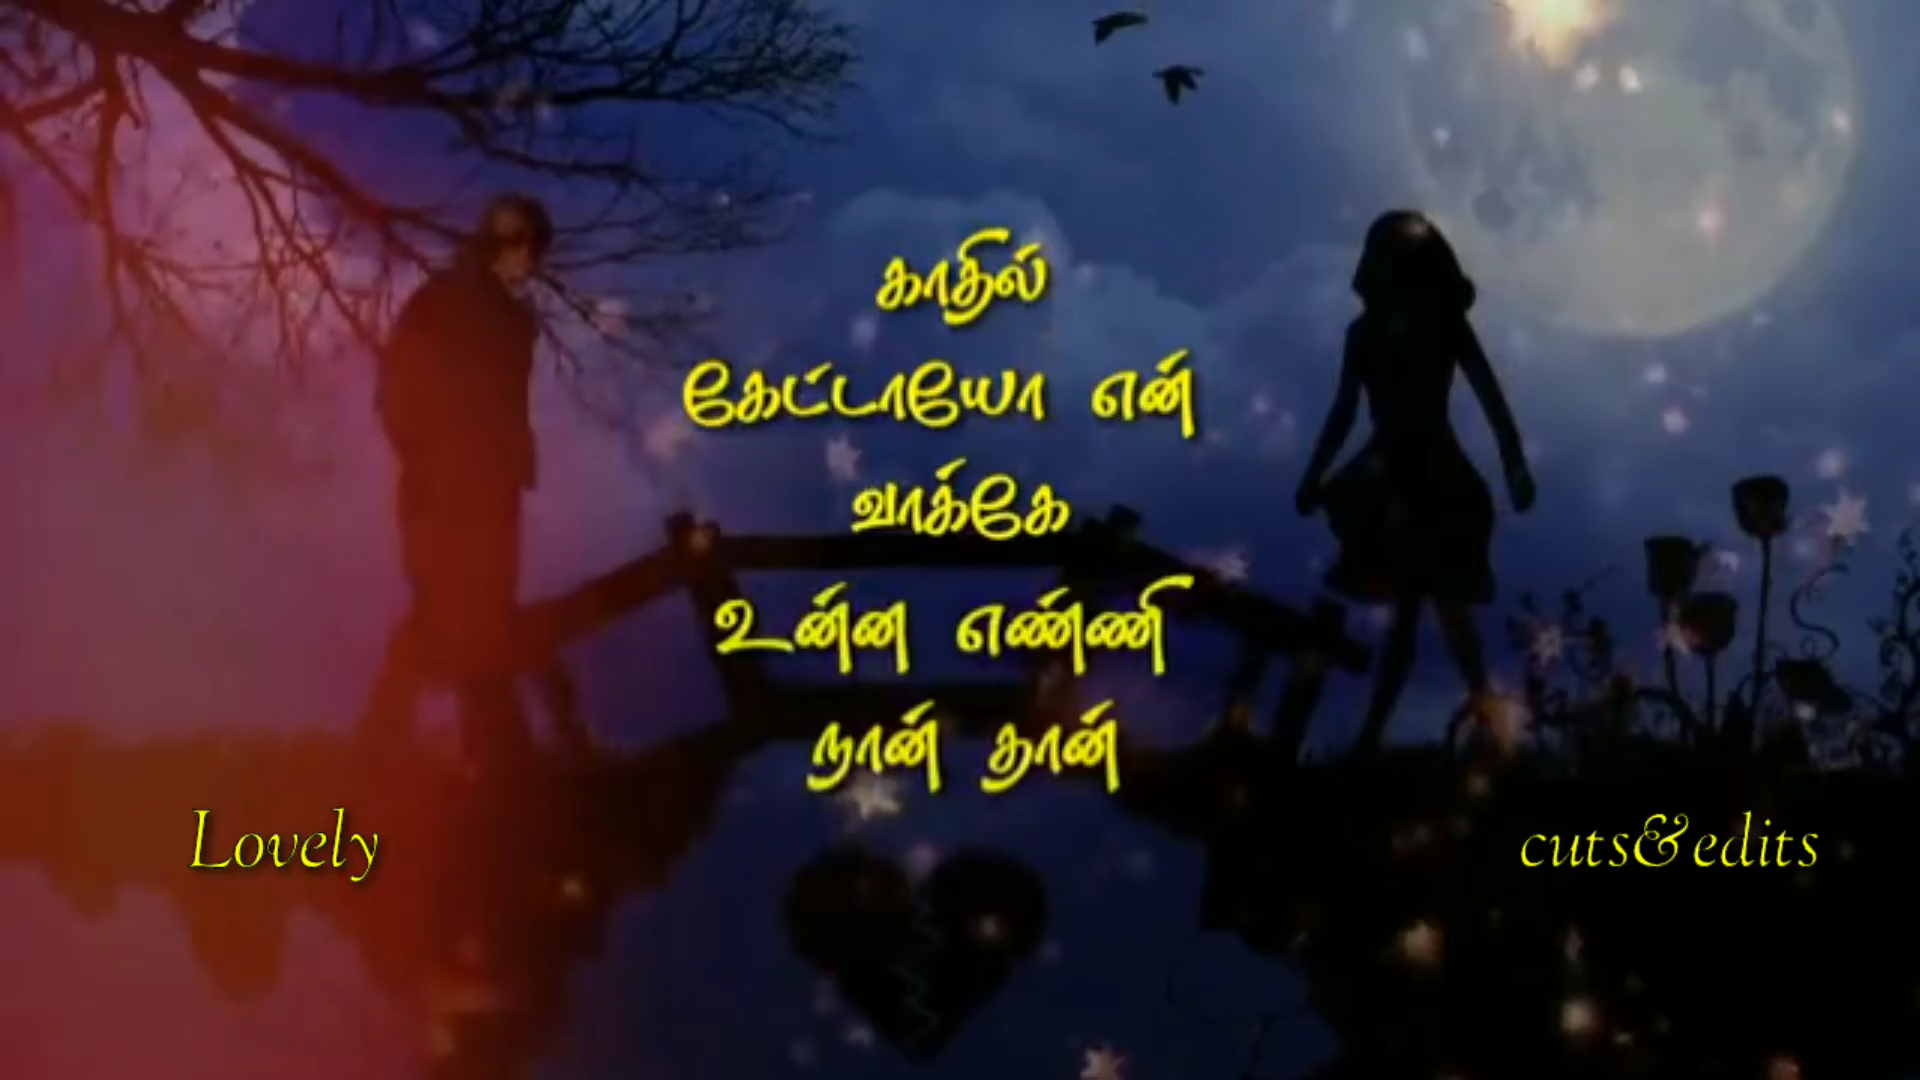 காதில்
கேட்டாயோ என்
வாக்கே
உன்ன எண்ணி
நான் தான்
Lovely
cuts&edits